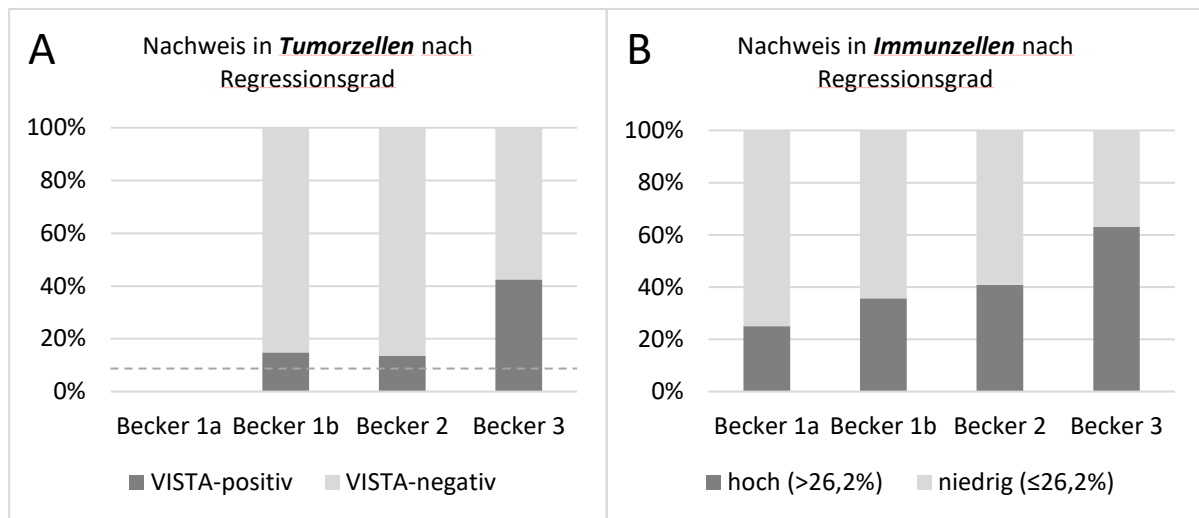 A
Nachweis in Tumorzellen nach
Regressionsgrad
100%
80%
60%
40%
20%
0%
Becker 1a Becker 1b Becker 2 Becker 3
VISTA-positiv VISTA-negativ
B
Nachweis in Immunzellen nach
Regressionsgrad
100%
80%
60%
40%
20%
0%
Becker 1a Becker 1b Becker 2 Becker 3
hoch (>26,2%) niedrig (≤26,2%)